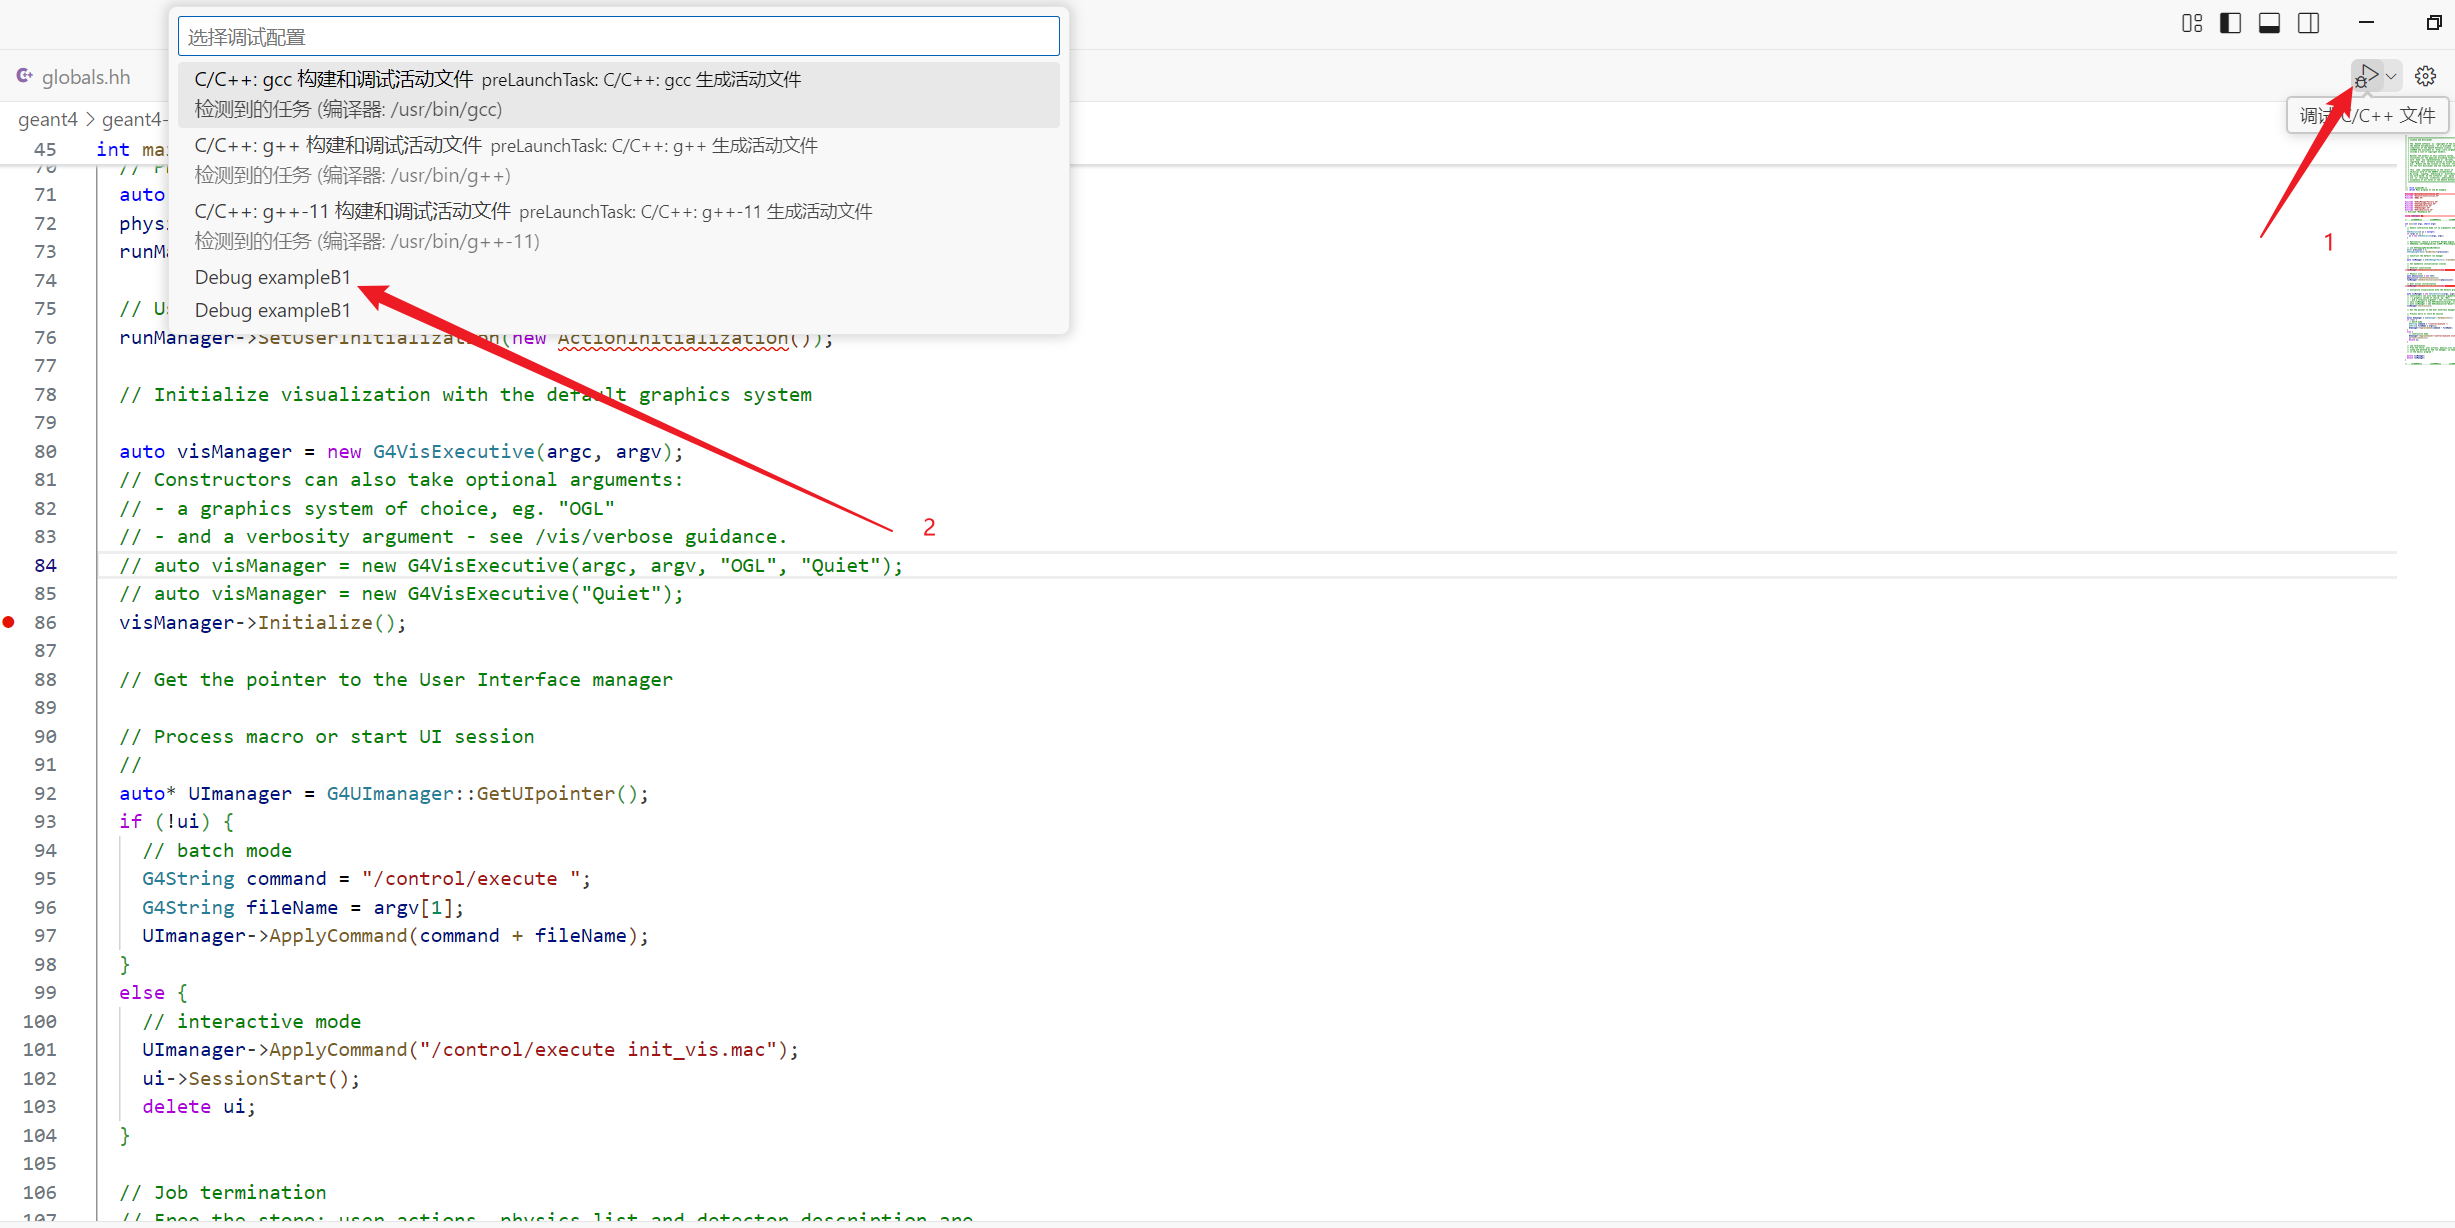 选择调试配置
C/C++: gcc 构建和调试活动文件 preLaunchTask: C/C++: gcc 生成活动文件
检测到的任务 (编译器: /usr/bin/gcc)
C/C++: g++ 构建和调试活动文件 preLaunchTask: C/C++: g++ 生成活动文件
检测到的任务 (编译器: /usr/bin/g++)
C/C++: g++-11 构建和调试活动文件 preLaunchTask: C/C++: g++-11 生成活动文件
检测到的任务 (编译器: /usr/bin/g++-11)
Debug exampleB1
Debug exampleB1
globals.hh
调试 C/C++ 文件
1
2
geant4 > geant4-
45 int ma
70 // P
71 auto
72 phys
73 runM
74
75 // Us
76 runManager->SetUserInitialization(new ActionInitialization());
77
78 // Initialize visualization with the default graphics system
79
80 auto visManager = new G4VisExecutive(argc, argv);
81 // Constructors can also take optional arguments:
82 // - a graphics system of choice, eg. "OGL"
83 // - and a verbosity argument - see /vis/verbose guidance.
84 // auto visManager = new G4VisExecutive(argc, argv, "OGL", "Quiet");
85 // auto visManager = new G4VisExecutive("Quiet");
86 visManager->Initialize();
87
88 // Get the pointer to the User Interface manager
89
90 // Process macro or start UI session
91 //
92 auto* UImanager = G4UImanager::GetUIpointer();
93 if (!ui) {
94 // batch mode
95 G4String command = "/control/execute ";
96 G4String fileName = argv[1];
97 UImanager->ApplyCommand(command + fileName);
98 }
99 else {
100 // interactive mode
101 UImanager->ApplyCommand("/control/execute init_vis.mac");
102 ui->SessionStart();
103 delete ui;
104 }
105
106 // Job termination
107 // Free the store: user actions, physics_list and detector_description are